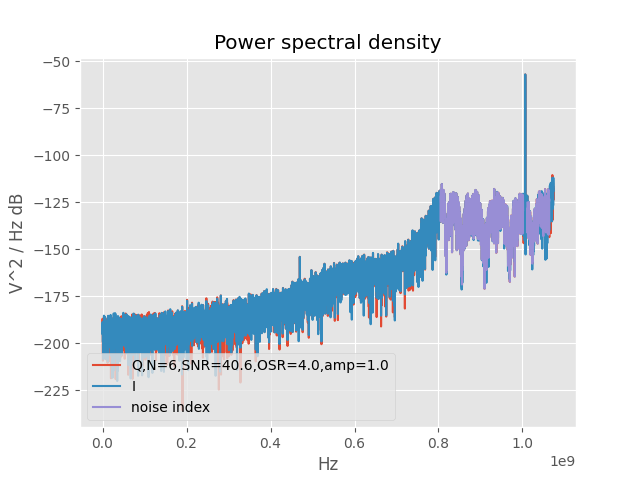 Power spectral density
V^2 / Hz dB
−50
−75
−100
−125
−150
−175
−200
−225
Q,N=6,SNR=40.6,OSR=4.0,amp=1.0
I
noise index
0.0 0.2 0.4 0.6 0.8 1.0
1e9
Hz